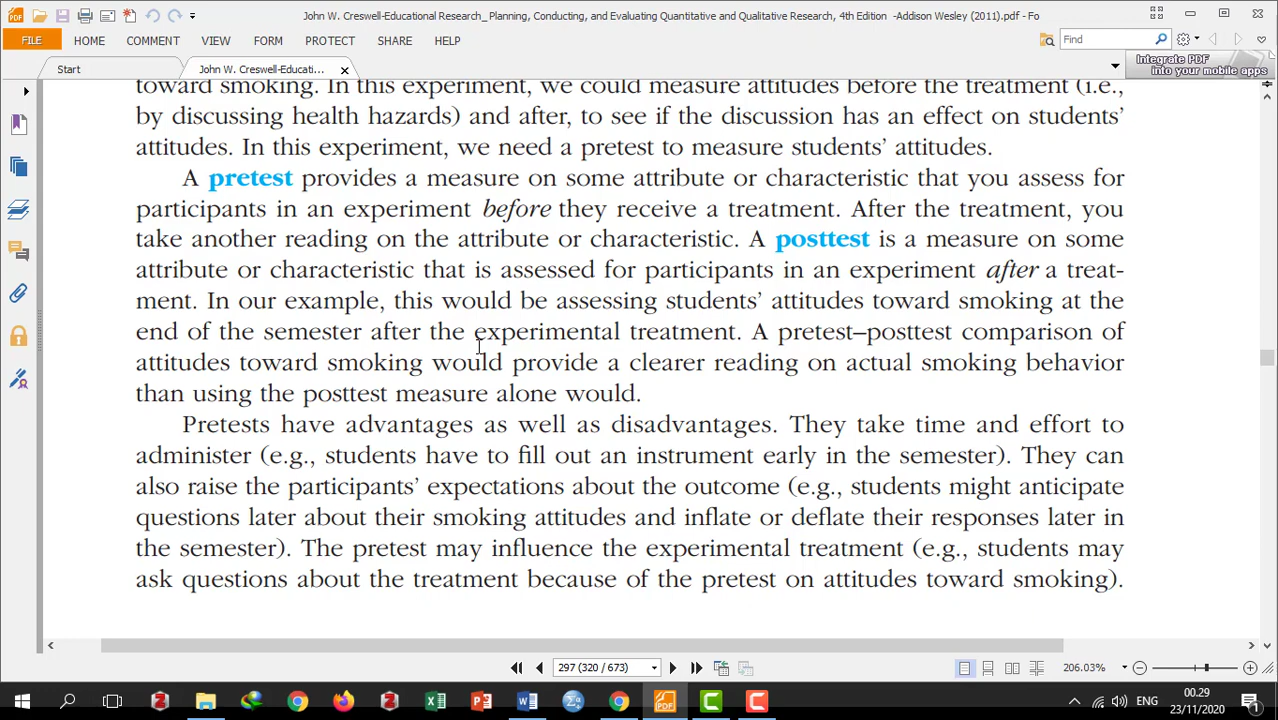 John W. Creswell-Educational Research_ Planning, Conducting, and Evaluating Quantitative and Qualitative Research, 4th Edition -Addison Wesley (2011).pdf - Fo
FILE HOME COMMENT VIEW FORM PROTECT SHARE HELP Find
Start John W. Creswell-Educati... Integrate PDF
into your mobile apps
toward smoking. In this experiment, we could measure attitudes before the treatment (i.e.,
by discussing health hazards) and after, to see if the discussion has an effect on students’
attitudes. In this experiment, we need a pretest to measure students’ attitudes.
A pretest provides a measure on some attribute or characteristic that you assess for
participants in an experiment before they receive a treatment. After the treatment, you
take another reading on the attribute or characteristic. A posttest is a measure on some
attribute or characteristic that is assessed for participants in an experiment after a treat-
ment. In our example, this would be assessing students’ attitudes toward smoking at the
end of the semester after the experimental treatment. A pretest–posttest comparison of
attitudes toward smoking would provide a clearer reading on actual smoking behavior
than using the posttest measure alone would.
Pretests have advantages as well as disadvantages. They take time and effort to
administer (e.g., students have to fill out an instrument early in the semester). They can
also raise the participants’ expectations about the outcome (e.g., students might anticipate
questions later about their smoking attitudes and inflate or deflate their responses later in
the semester). The pretest may influence the experimental treatment (e.g., students may
ask questions about the treatment because of the pretest on attitudes toward smoking).
297 (320 / 673) 206.03%
ENG 00.29
23/11/2020